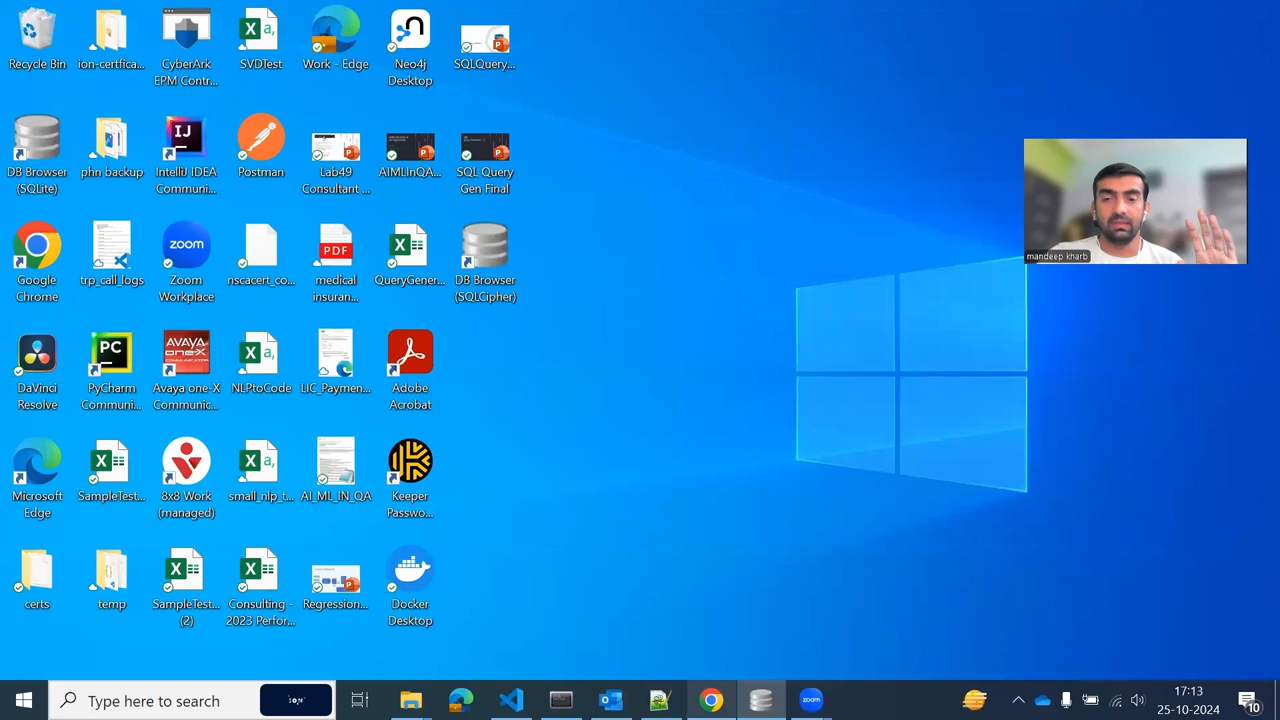 Recycle Bin
ion-certfica...
CyberArk
EPM Contr...
SVDTest
Work - Edge
Neo4j
Desktop
SQLQuery...
DB Browser
(SQLite)
phn backup
IntelliJ IDEA
Communi...
Postman
Lab49
Consultant ...
AIMLInQA...
SQL Query
Gen Final
Google
Chrome
trp_call_logs
Zoom
Workplace
nscacert_co...
medical
insuran...
QueryGener...
DB Browser
(SQLCipher)
DaVinci
Resolve
PyCharm
Communi...
Avaya one-X
Communic...
NLPtoCode
LIC_Paymen...
Adobe
Acrobat
Microsoft
Edge
SampleTest...
8x8 Work
(managed)
small_nlp_t...
AI_ML_IN_QA
Keeper
Passwo...
certs
temp
SampleTest...
(2)
Consulting -
2023 Perfor...
Regression...
Docker
Desktop
mandeep kharb
Type here to search
17:13
25-10-2024
10